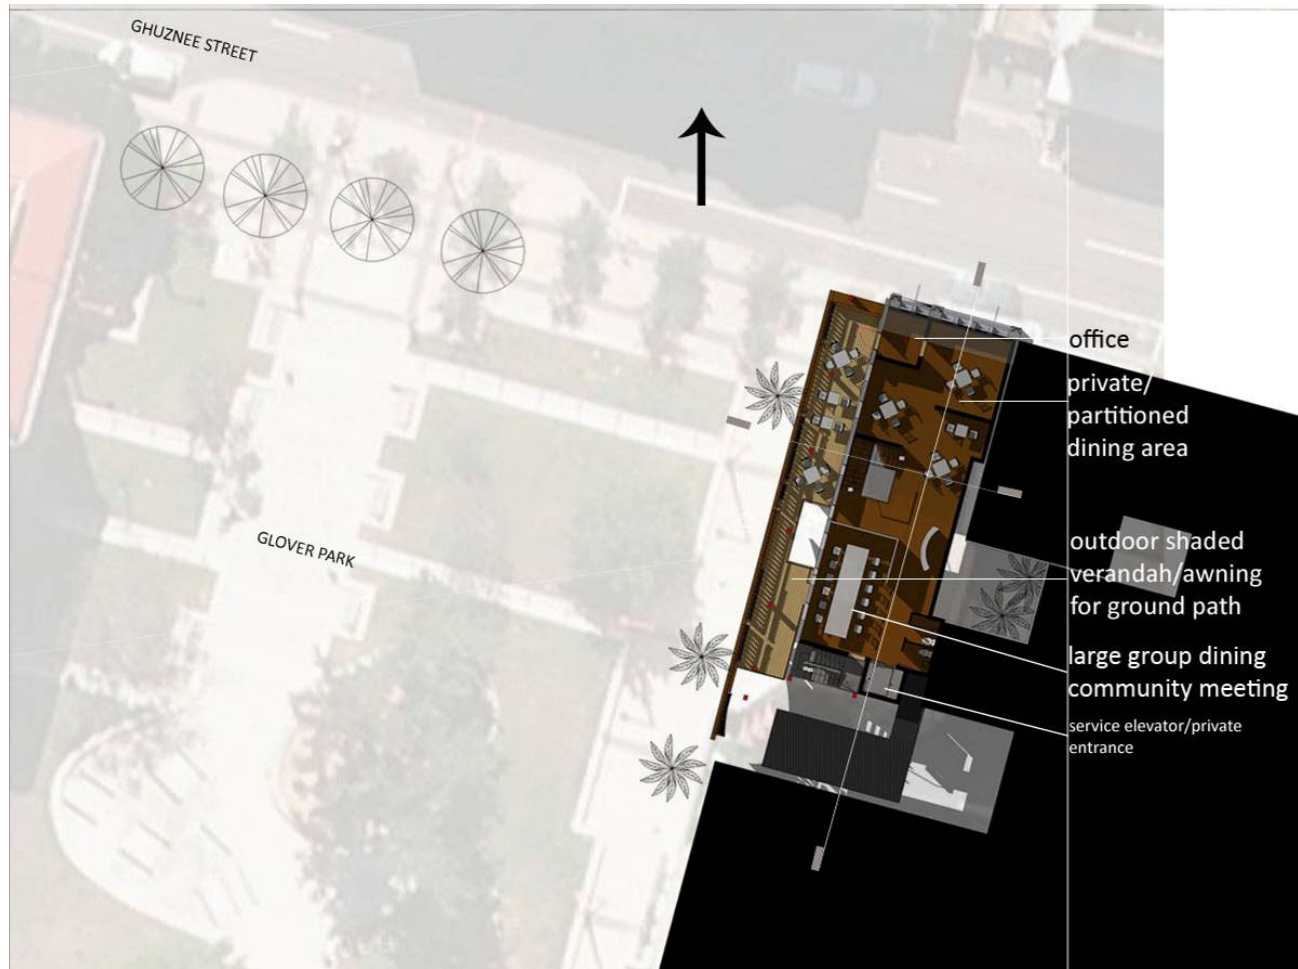 GHUZNEE STREET
office
private/
partitioned
dining area
GLOVER PARK
outdoor shaded
verandah/awning
for ground path
large group dining
community meeting
service elevator/private
entrance